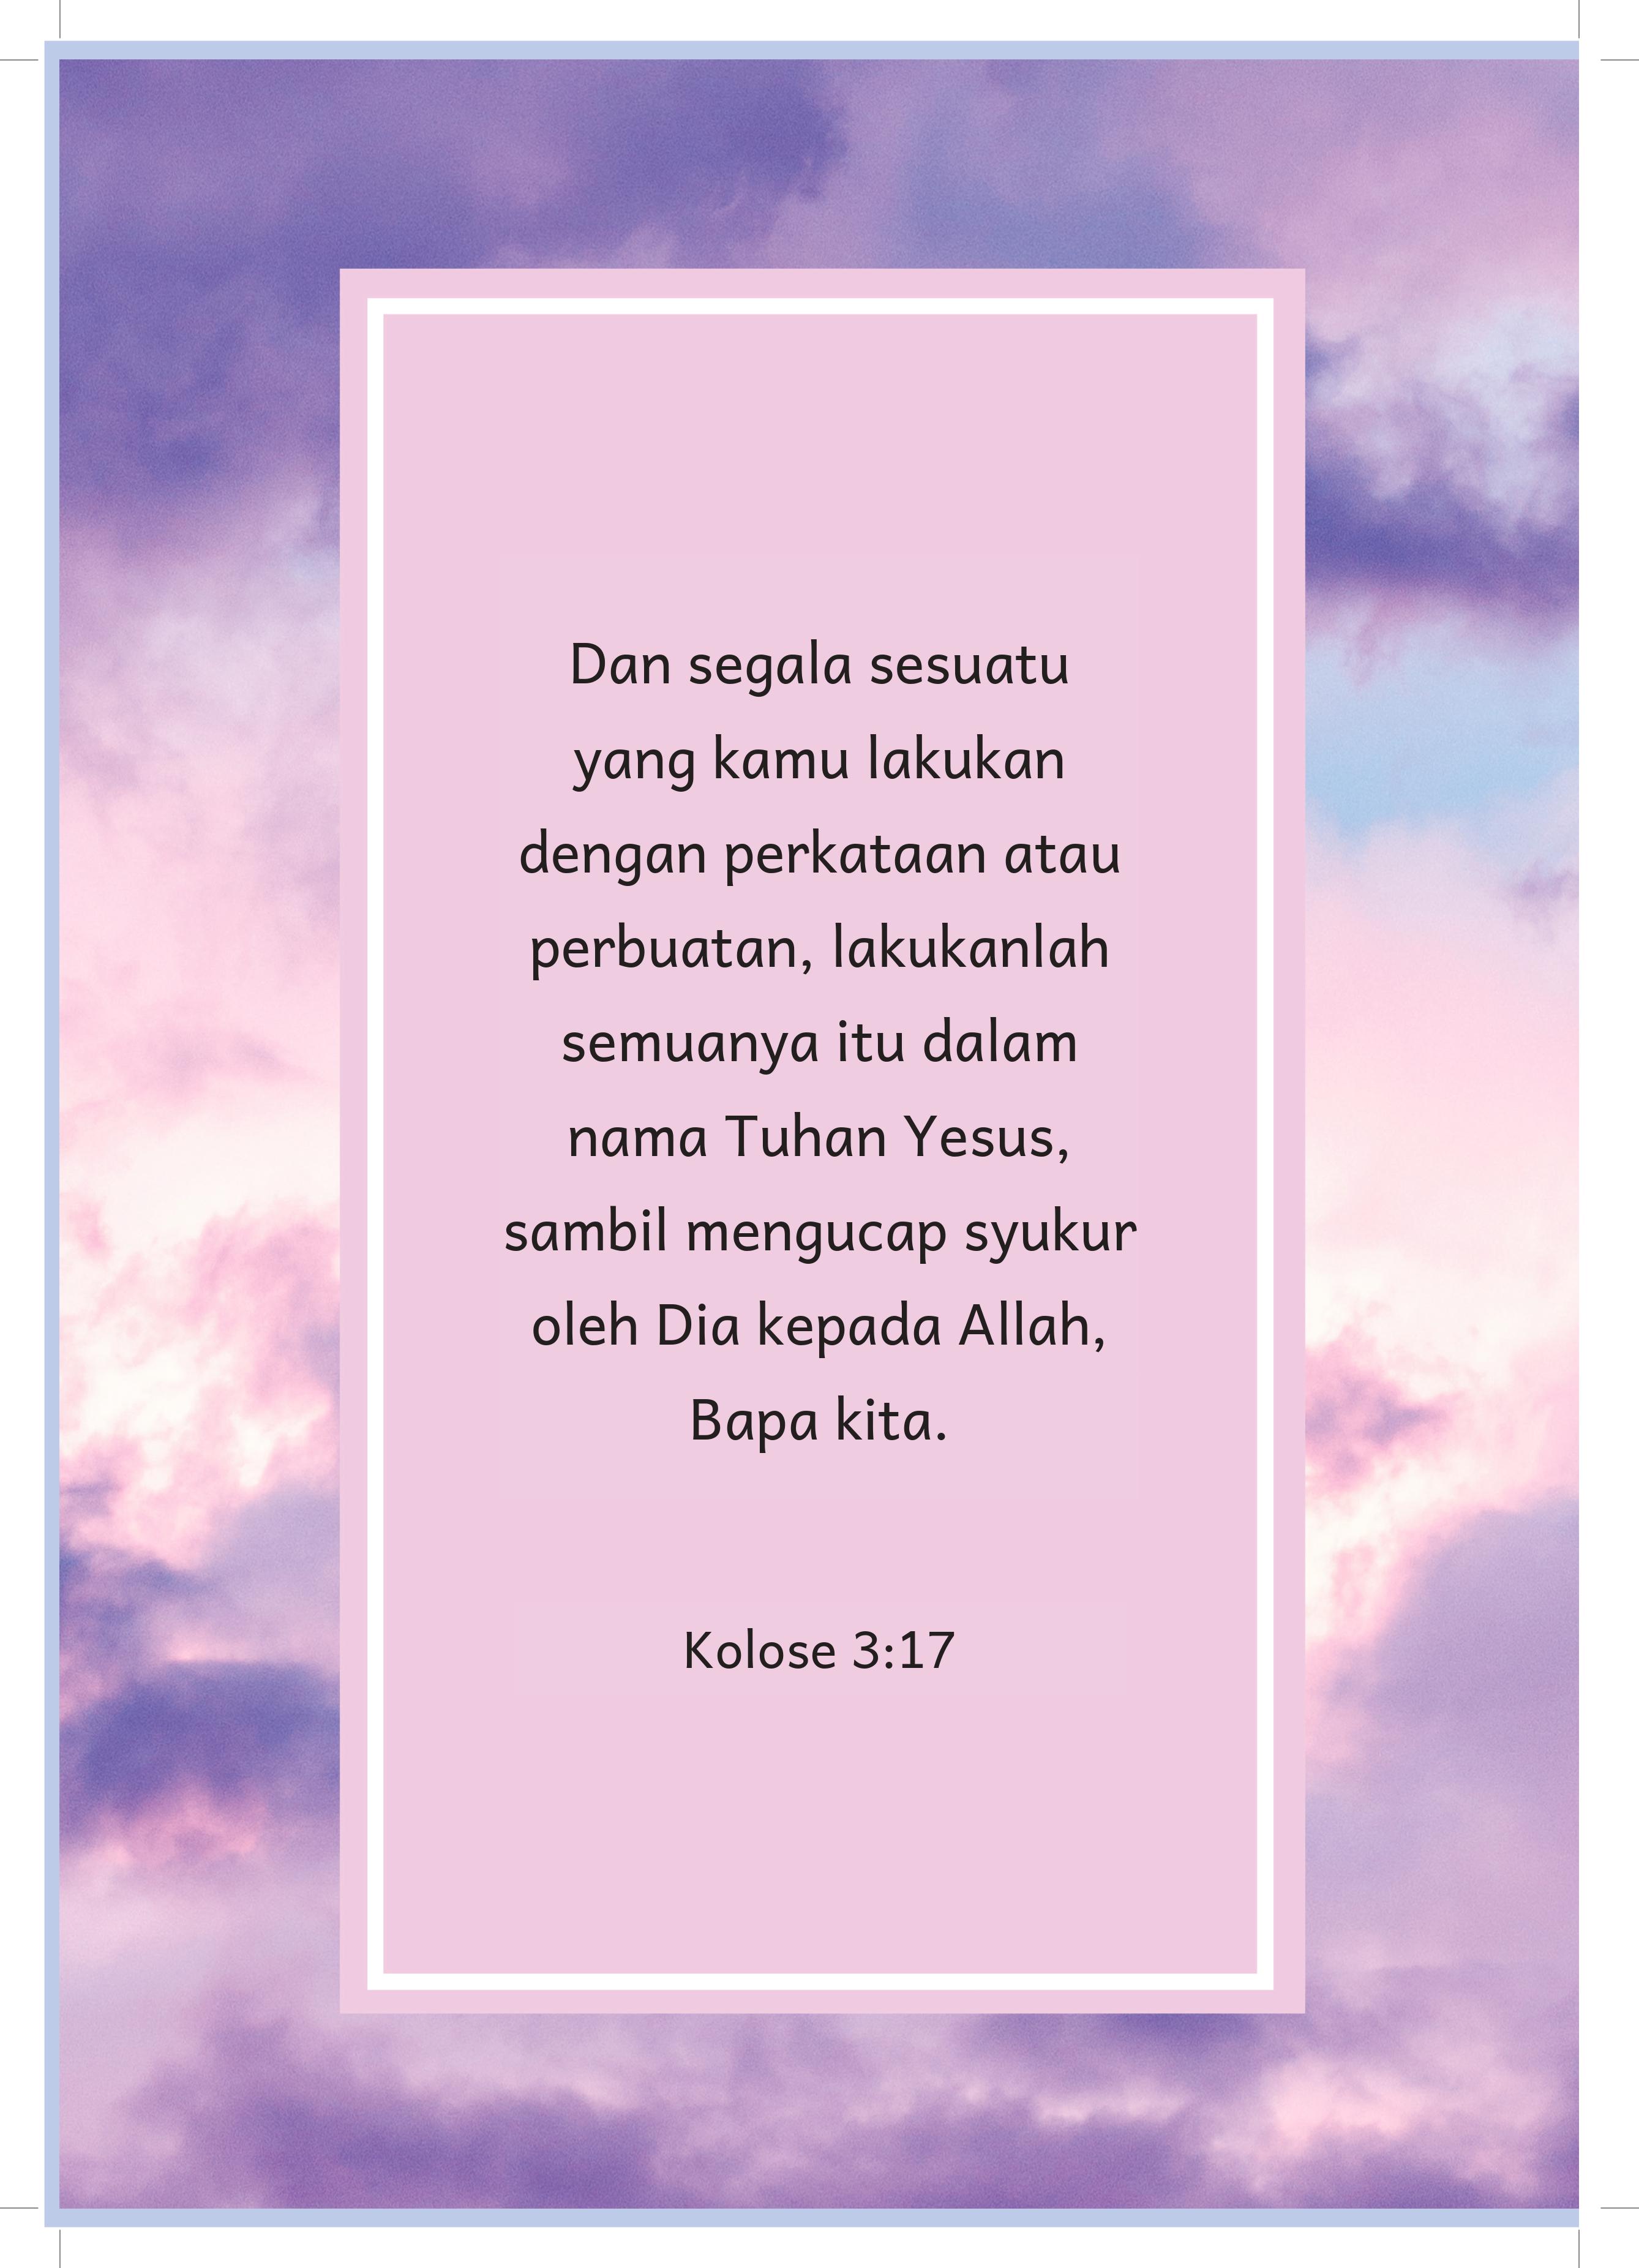 Dan segala sesuatu
yang kamu lakukan
dengan perkataan atau
perbuatan, lakukanlah
semuanya itu dalam
nama Tuhan Yesus,
sambil mengucap syukur
oleh Dia kepada Allah,
Bapa kita.
Kolose 3:17